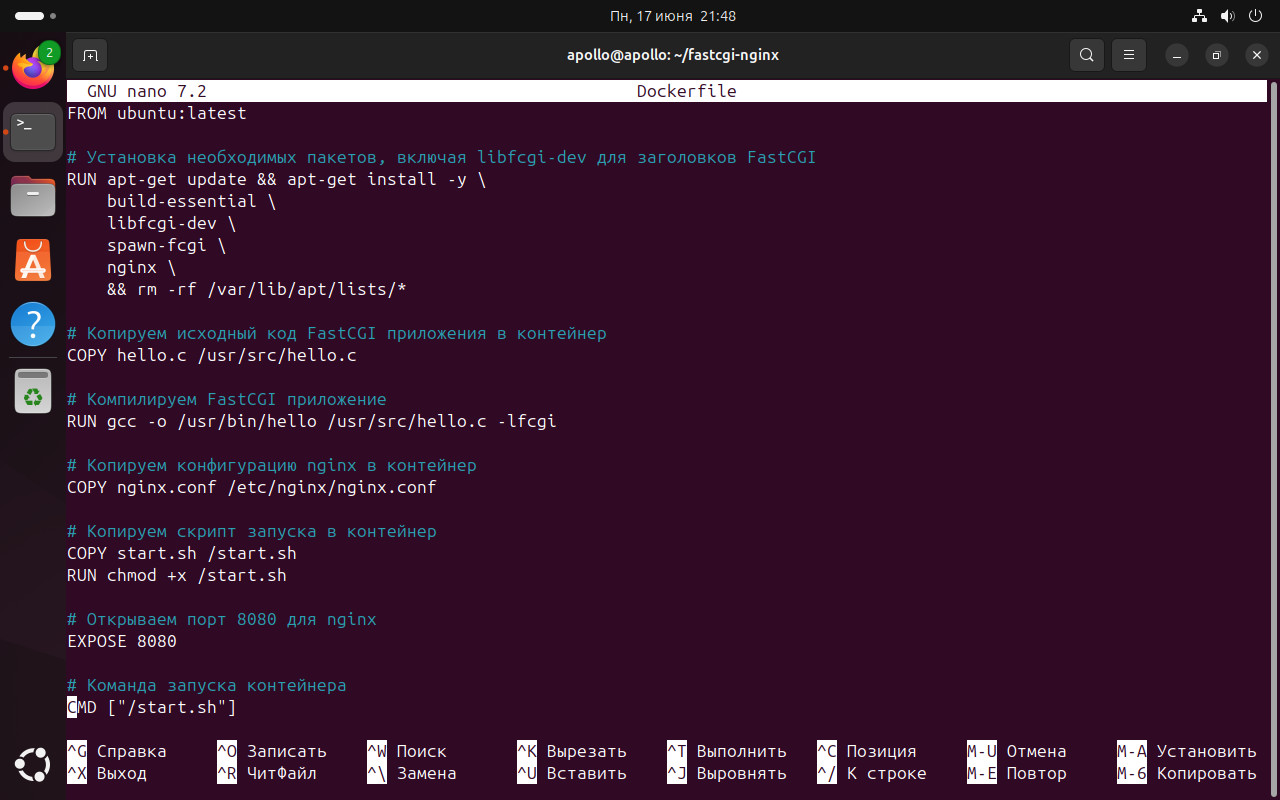 Пн, 17 июня 21:48
2
apollo@apollo: ~/fastcgi-nginx
GNU nano 7.2 Dockerfile
FROM ubuntu:latest
# Установка необходимых пакетов, включая libfcgi-dev для заголовков FastCGI
RUN apt-get update && apt-get install -y \
    build-essential \
    libfcgi-dev \
    spawn-fcgi \
    nginx \
    && rm -rf /var/lib/apt/lists/*
# Копируем исходный код FastCGI приложения в контейнер
COPY hello.c /usr/src/hello.c
# Компилируем FastCGI приложение
RUN gcc -o /usr/bin/hello /usr/src/hello.c -lfcgi
# Копируем конфигурацию nginx в контейнер
COPY nginx.conf /etc/nginx/nginx.conf
# Копируем скрипт запуска в контейнер
COPY start.sh /start.sh
RUN chmod +x /start.sh
# Открываем порт 8080 для nginx
EXPOSE 8080
# Команда запуска контейнера
CMD ["/start.sh"]
^G Справка ^O Записать ^W Поиск ^K Вырезать ^T Выполнить ^C Позиция M-U Отмена M-A Установить
^X Выход ^R ЧитФайл ^\ Замена ^U Вставить ^J Выровнять ^/ К строке M-E Повтор M-6 Копировать